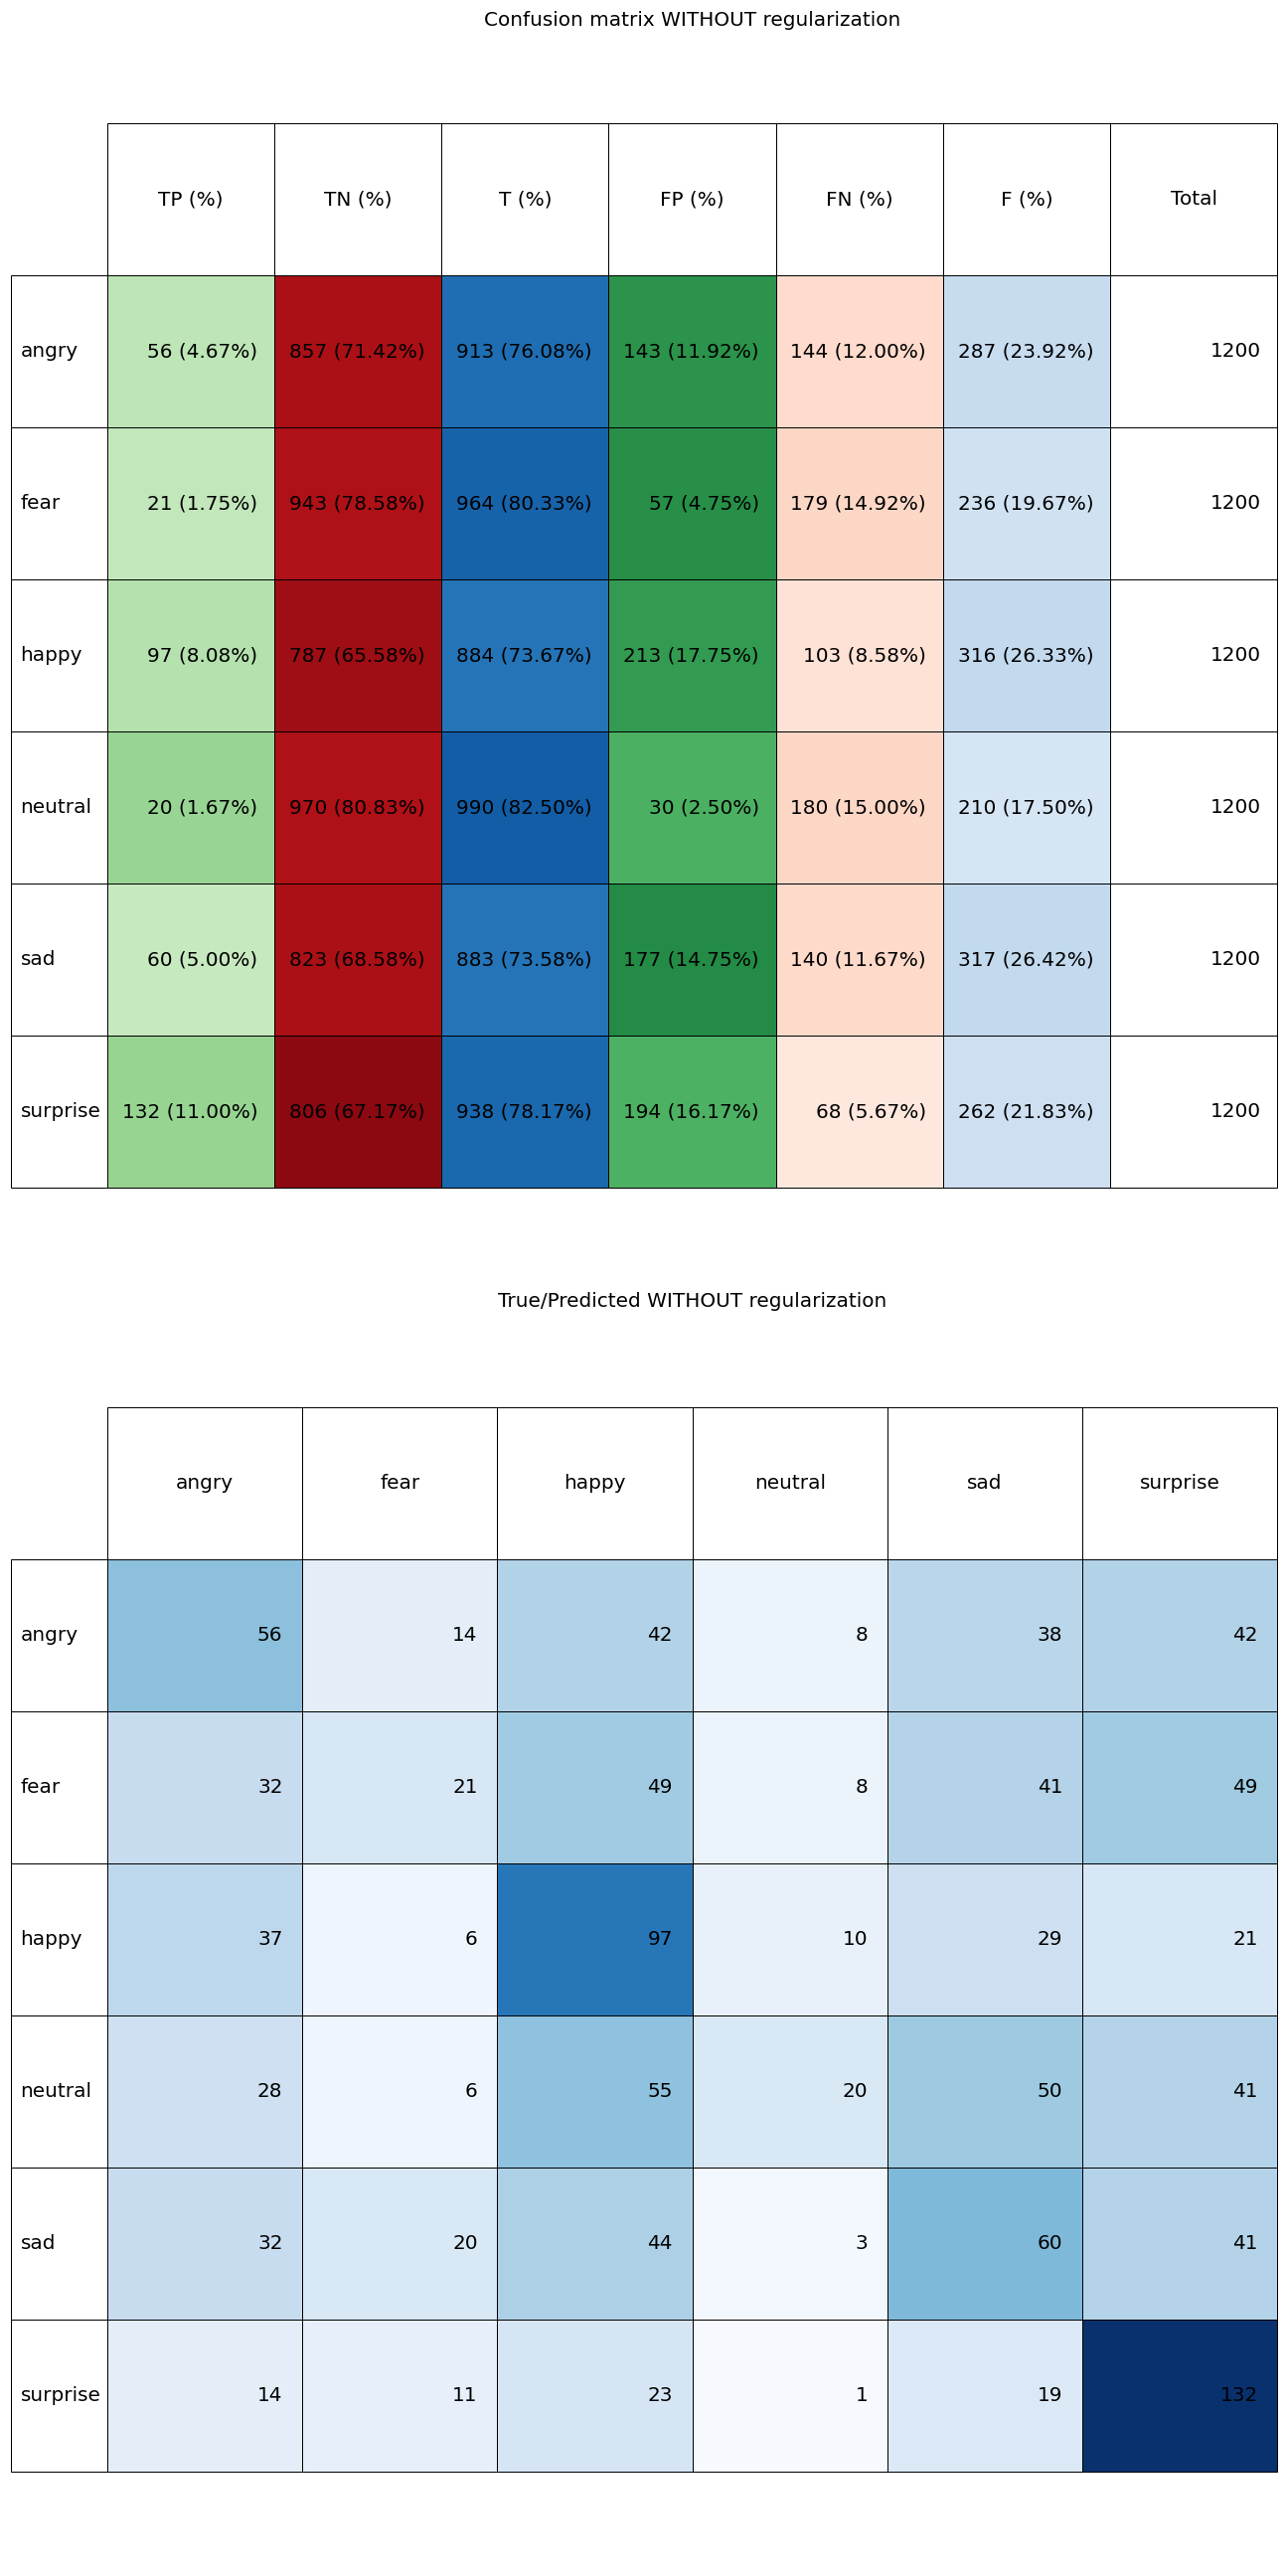 Confusion matrix WITHOUT regularization
TP (%) TN (%) T (%) FP (%) FN (%) F (%) Total
angry 56 (4.67%) 857 (71.42%) 913 (76.08%) 143 (11.92%) 144 (12.00%) 287 (23.92%) 1200
fear 21 (1.75%) 943 (78.58%) 964 (80.33%) 57 (4.75%) 179 (14.92%) 236 (19.67%) 1200
happy 97 (8.08%) 787 (65.58%) 884 (73.67%) 213 (17.75%) 103 (8.58%) 316 (26.33%) 1200
neutral 20 (1.67%) 970 (80.83%) 990 (82.50%) 30 (2.50%) 180 (15.00%) 210 (17.50%) 1200
sad 60 (5.00%) 823 (68.58%) 883 (73.58%) 177 (14.75%) 140 (11.67%) 317 (26.42%) 1200
surprise 132 (11.00%) 806 (67.17%) 938 (78.17%) 194 (16.17%) 68 (5.67%) 262 (21.83%) 1200
True/Predicted WITHOUT regularization
angry fear happy neutral sad surprise
angry 56 14 42 8 38 42
fear 32 21 49 8 41 49
happy 37 6 97 10 29 21
neutral 28 6 55 20 50 41
sad 32 20 44 3 60 41
surprise 14 11 23 1 19 132